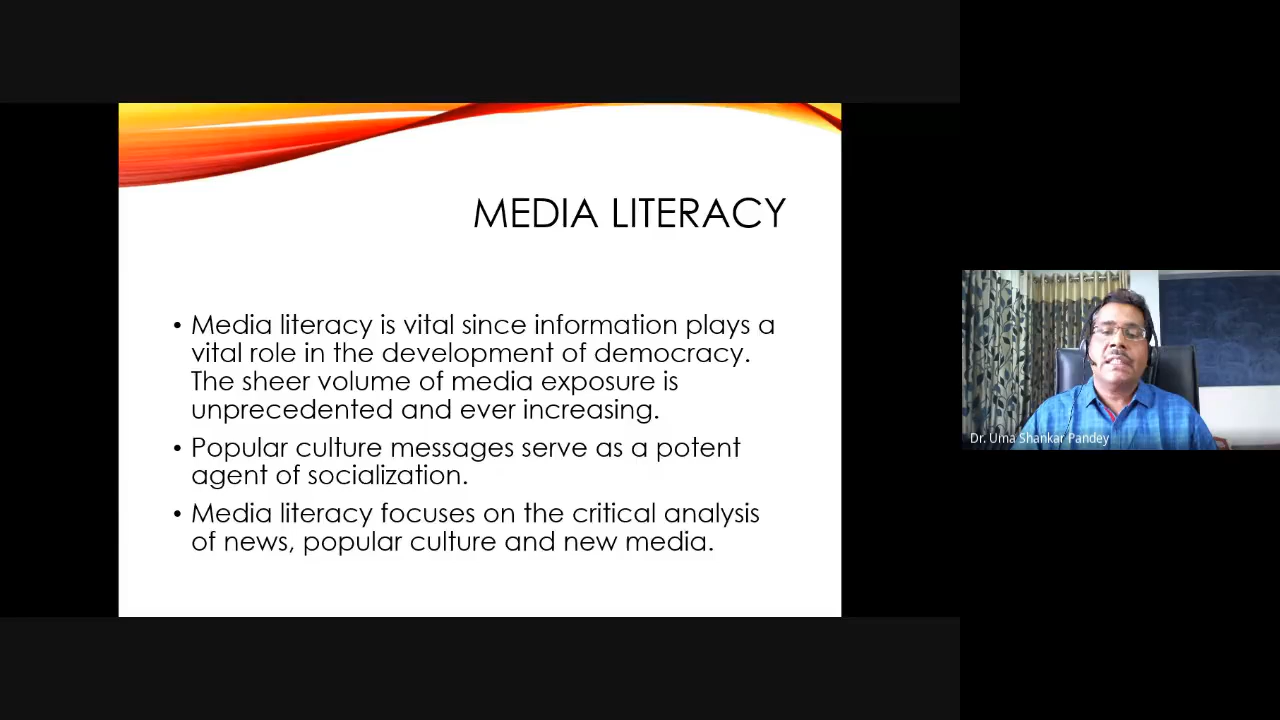 MEDIA LITERACY
• Media literacy is vital since information plays a
vital role in the development of democracy.
The sheer volume of media exposure is
unprecedented and ever increasing.
• Popular culture messages serve as a potent
agent of socialization.
• Media literacy focuses on the critical analysis
of news, popular culture and new media.
Dr. Uma Shankar Pandey